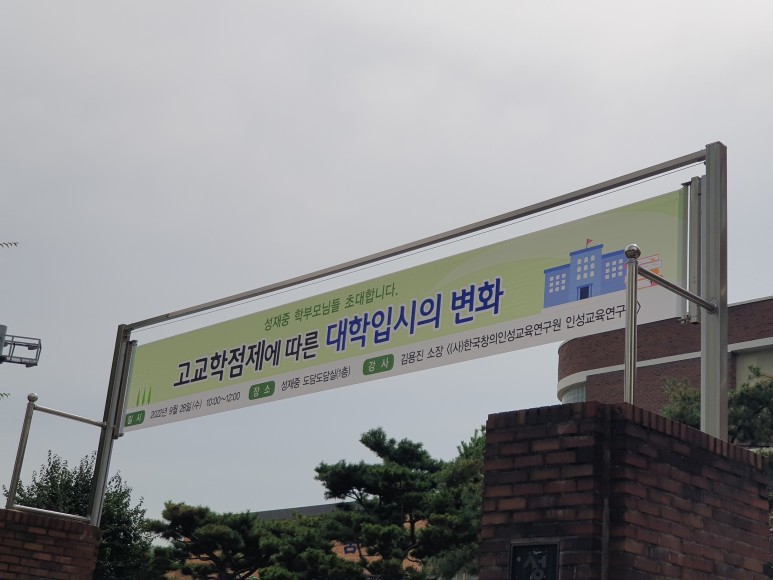 성재중 학부모님들 초대합니다.
고교학점제에 따른 대학입시의 변화
일 시 2022년 9월 28일(수) 10:00~12:00 장 소 성재중 도담도담실(1층) 강 사 김용진 소장 《(사)한국창의인성교육연구원 인성교육연구
성